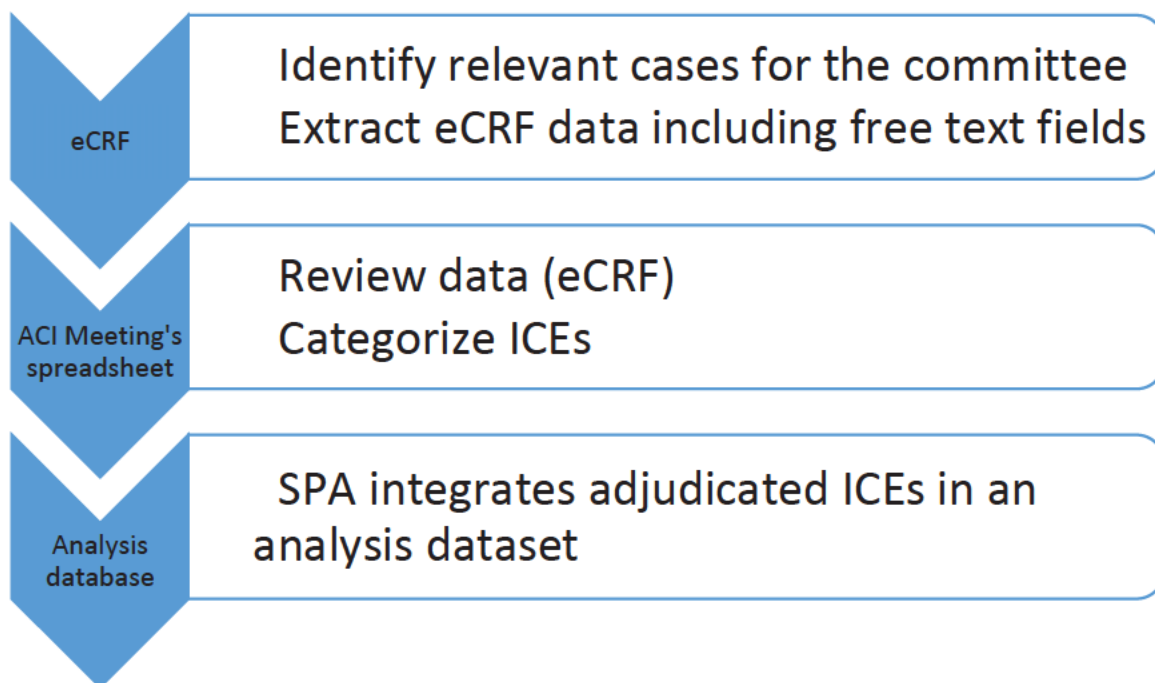 eCRF
Identify relevant cases for the committee
Extract eCRF data including free text fields
ACI Meeting's
spreadsheet
Review data (eCRF)
Categorize ICEs
Analysis
database
SPA integrates adjudicated ICEs in an
analysis dataset